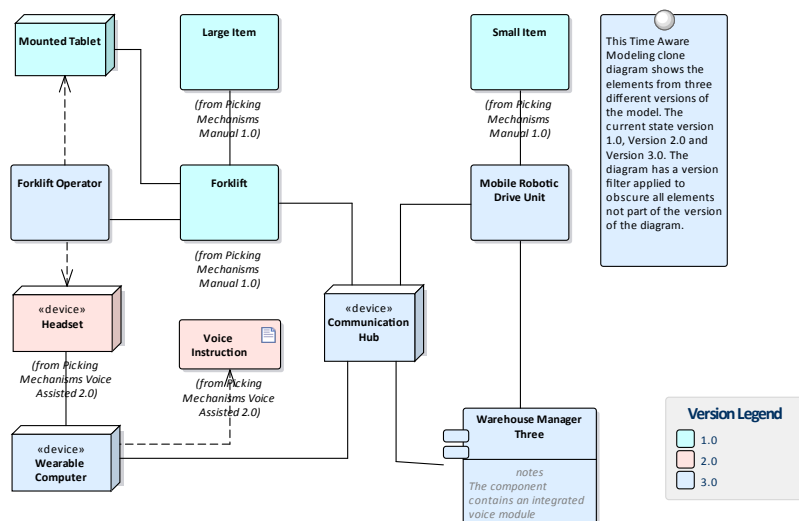 Mounted Tablet
Large Item
(from Picking
Mechanisms
Manual 1.0)
Small Item
(from Picking
Mechanisms
Manual 1.0)
This Time Aware
Modeling clone
diagram shows the
elements from three
different versions of
the model. The
current state version
1.0, Version 2.0 and
Version 3.0. The
diagram has a version
filter applied to
obscure all elements
not part of the version
of the diagram.
Forklift Operator
Forklift
(from Picking
Mechanisms
Manual 1.0)
Mobile Robotic
Drive Unit
«device»
Headset
(from Picking
Mechanisms Voice
Assisted 2.0)
Voice
Instruction
(from Picking
Mechanisms Voice
Assisted 2.0)
«device»
Communication
Hub
«device»
Wearable
Computer
Warehouse Manager
Three
notes
The component
contains an integrated
voice module
Version Legend
1.0
2.0
3.0